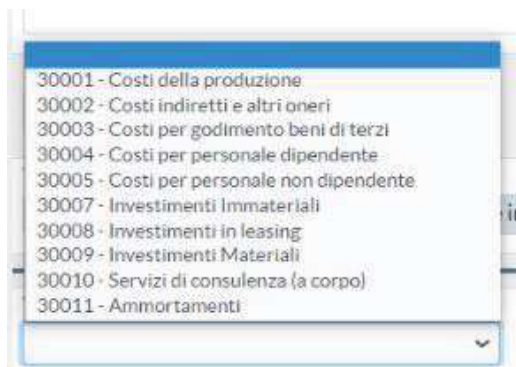 30001 - Costi della produzione
30002 - Costi indiretti e altri oneri
30003 - Costi per godimento beni di terzi
30004 - Costi per personale dipendente
30005 - Costi per personale non dipendente
30007 - Investimenti Immateriali
30008 - Investimenti in leasing
30009 - Investimenti Materiali
30010 - Servizi di consulenza (a corpo)
30011 - Ammortamenti